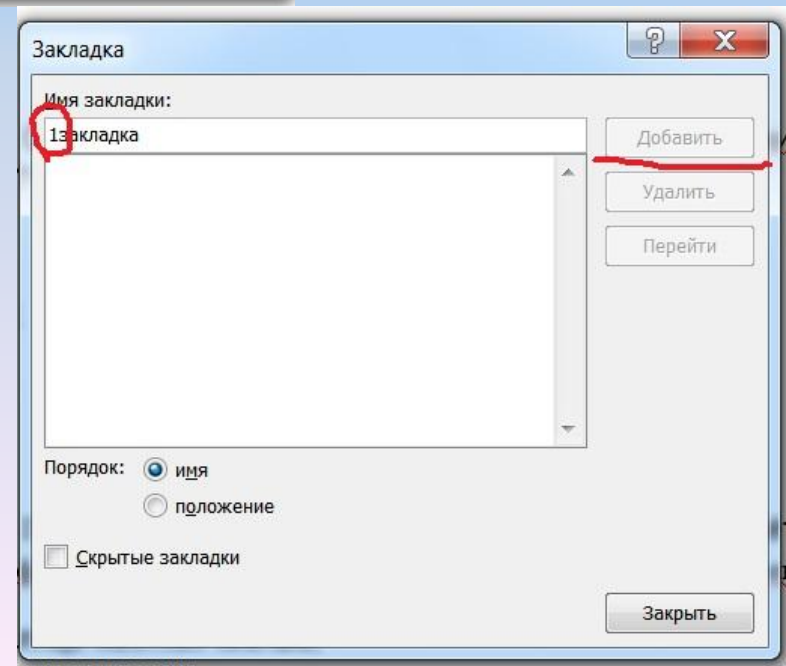 Закладка
Имя закладки:
1закладка
Добавить
Удалить
Перейти
Порядок:
имя
положение
Скрытые закладки
Закрыть